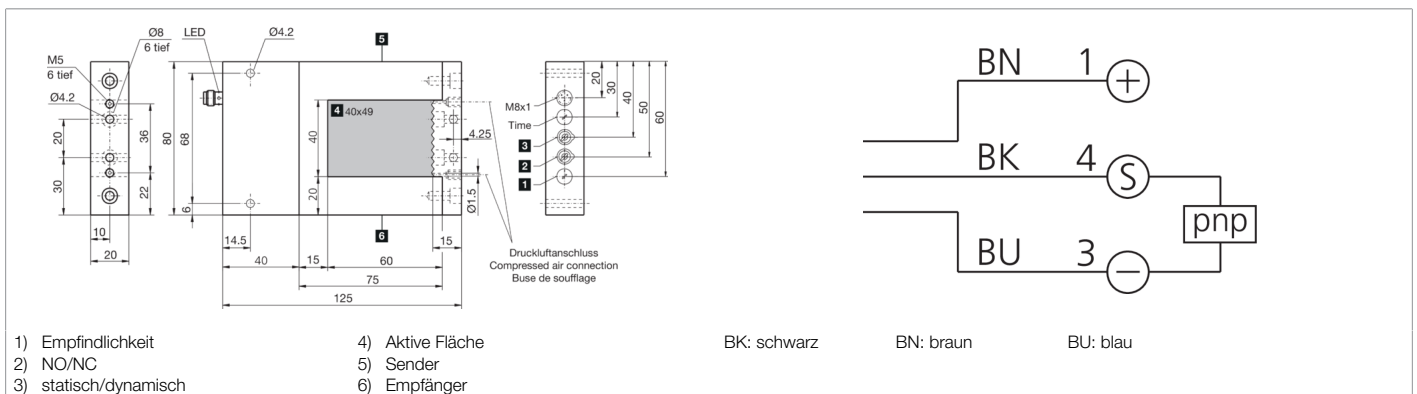 Ø8
6 tief
LED
Ø4.2
5
M5
6 tief
Ø4.2
20
30
36
22
10
20
80
68
6
4 40x49
40
20
14.5
40
15
60
75
125
15
4.25
Ø1.5
6
Druckluftanschluss
Compressed air connection
Buse de soufflage
M8x1
Time
3
2
1
20
30
40
50
60
BN 1 +
BK 4 S
pnp
BU 3 −
1) Empfindlichkeit
2) NO/NC
3) statisch/dynamisch
4) Aktive Fläche
5) Sender
6) Empfänger
BK: schwarz BN: braun BU: blau